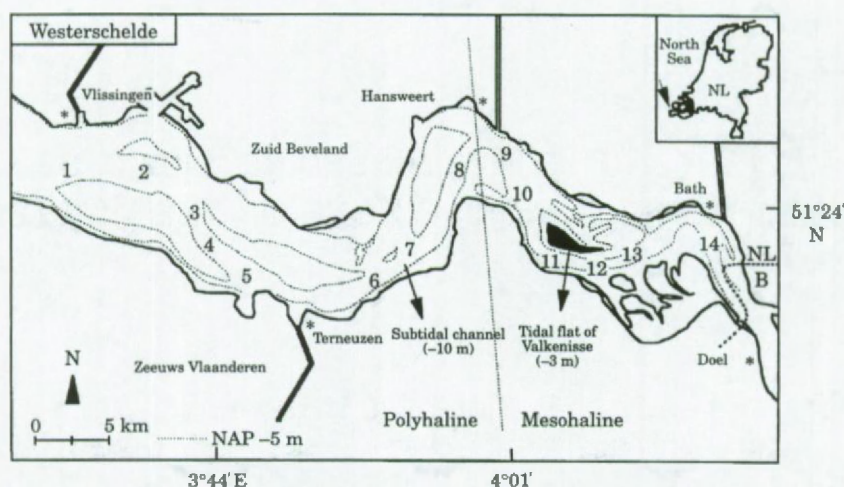 Westerschelde
North
Sea
NL
Vlissingen
Hansweert
*
*
Zuid Beveland
1
2
3
4
5
6
7
8
9
10
11
12
13
14
Bath
*
51°24′
N
NL
B
Subtidal channel
(–10 m)
Tidal flat of
Valkenisse
(–3 m)
*
Terneuzen
Doel
*
Zeeuws Vlaanderen
N
0 5 km
NAP –5 m
Polyhaline
Mesohaline
3°44′ E
4°01′